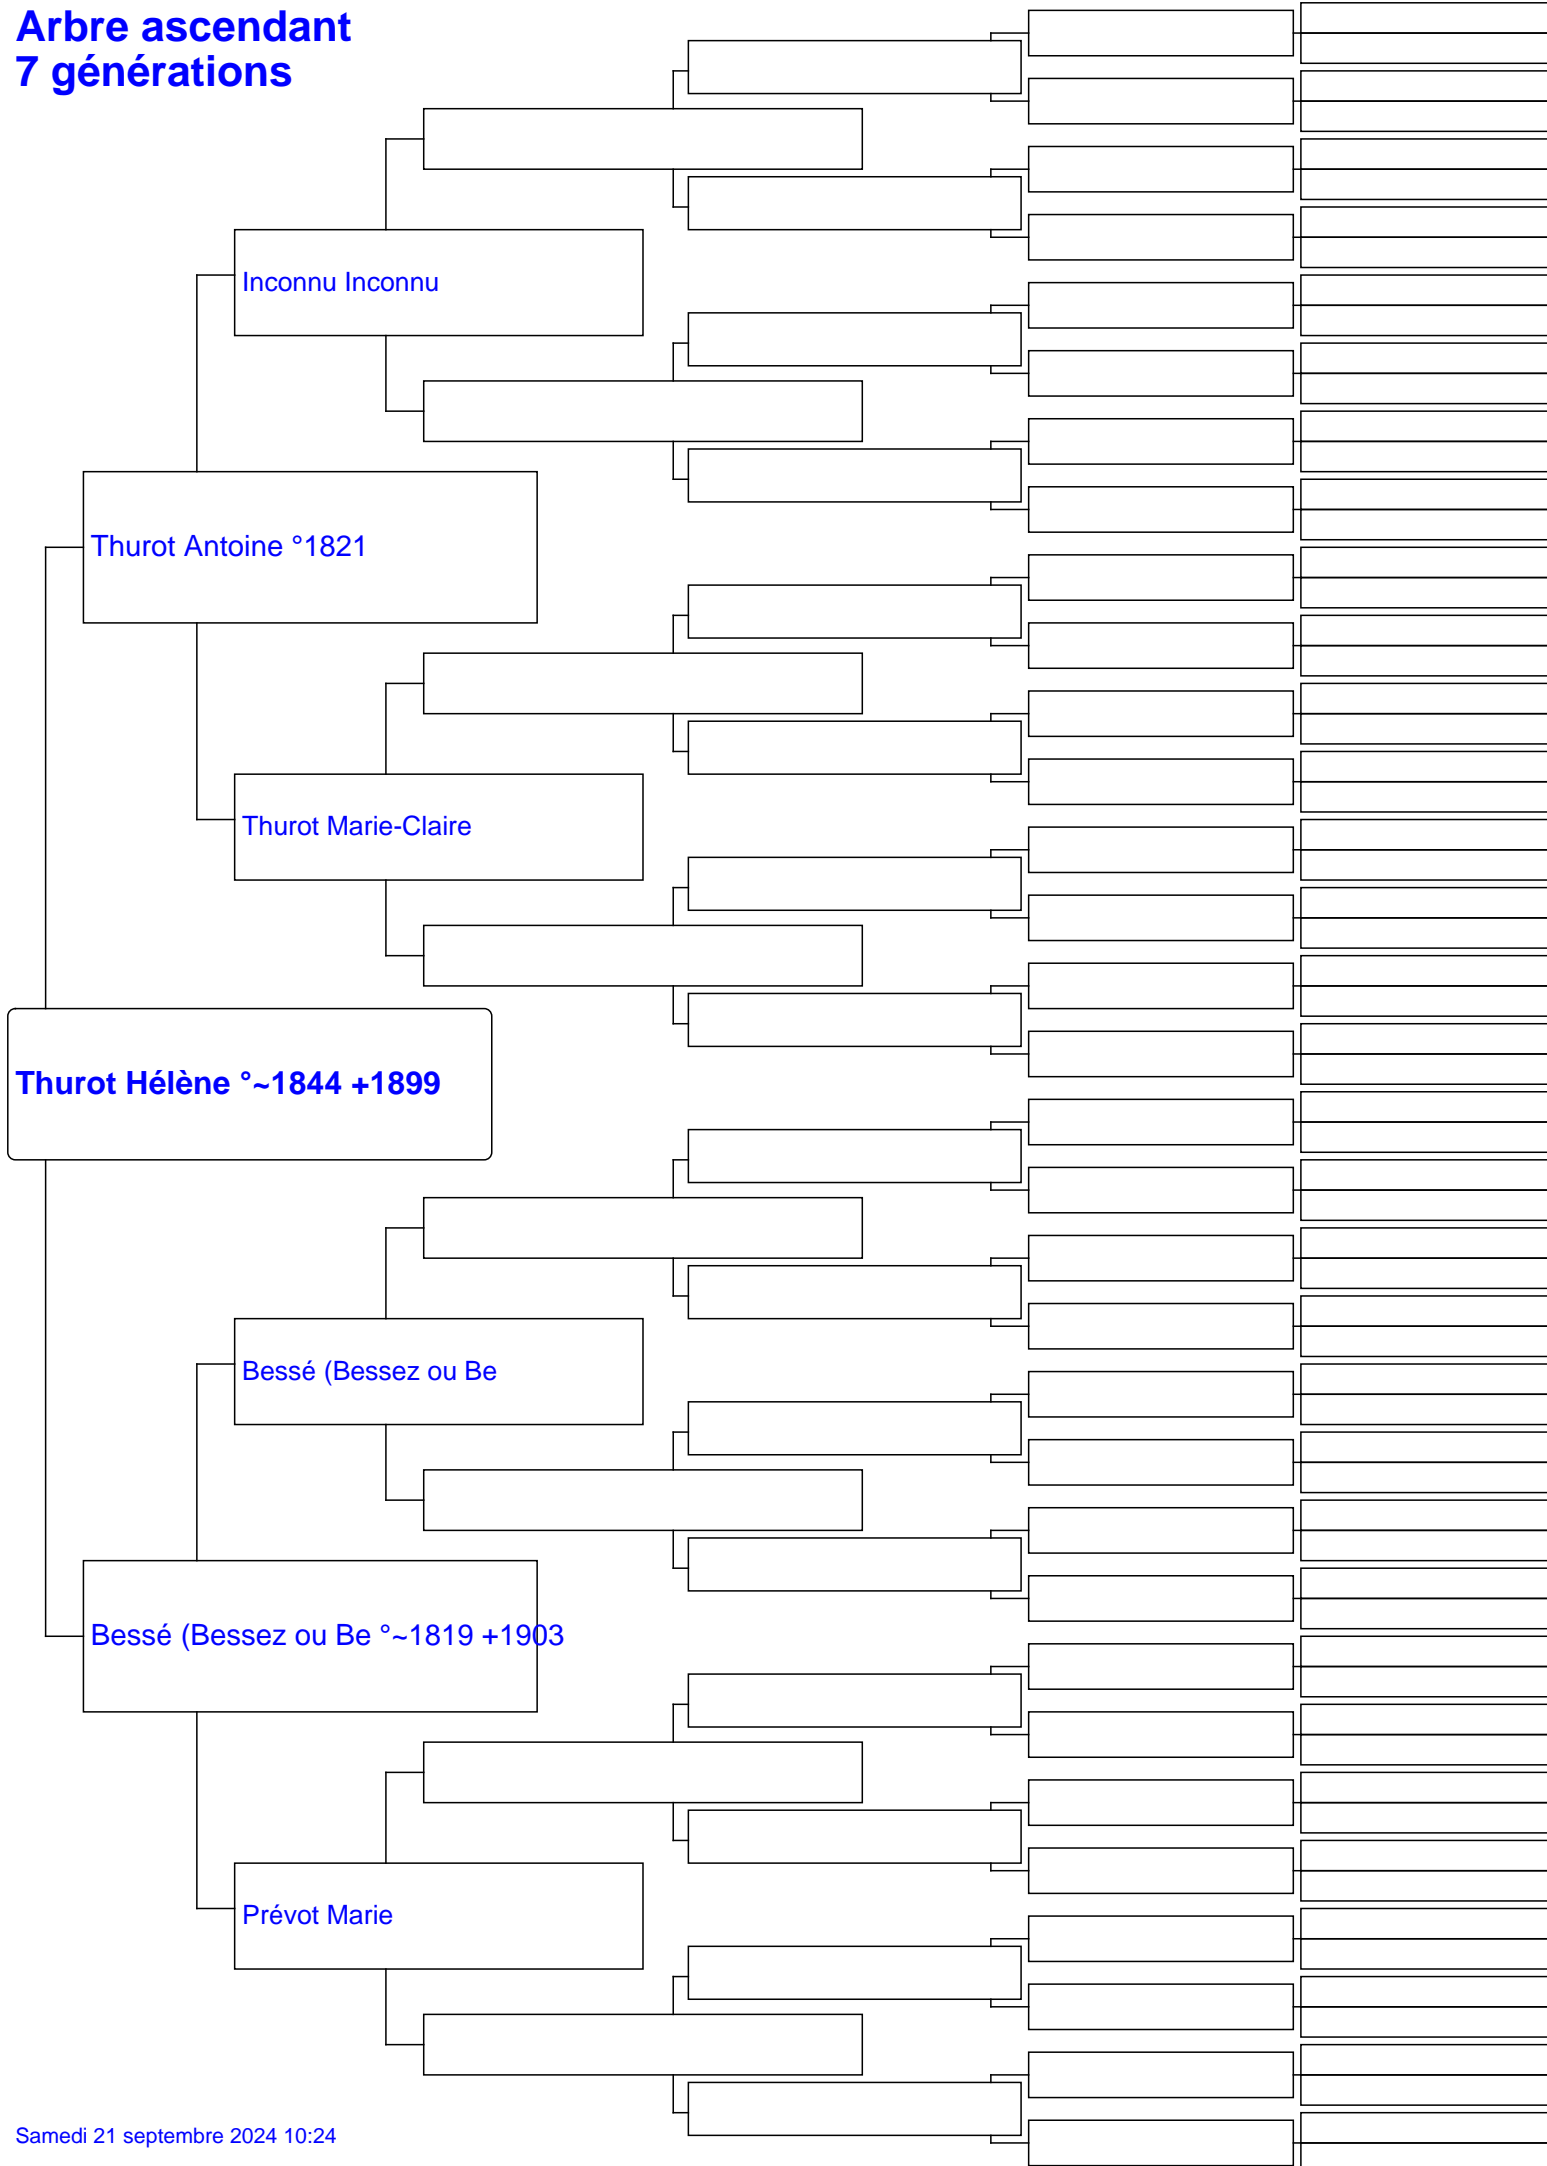 Arbre ascendant
7 générations
Inconnu Inconnu
Thurot Antoine °1821
Thurot Marie-Claire
Thurot Hélène °~1844 +1899
Bessé (Bessez ou Be
Bessé (Bessez ou Be °~1819 +1903
Prévot Marie
Samedi 21 septembre 2024 10:24